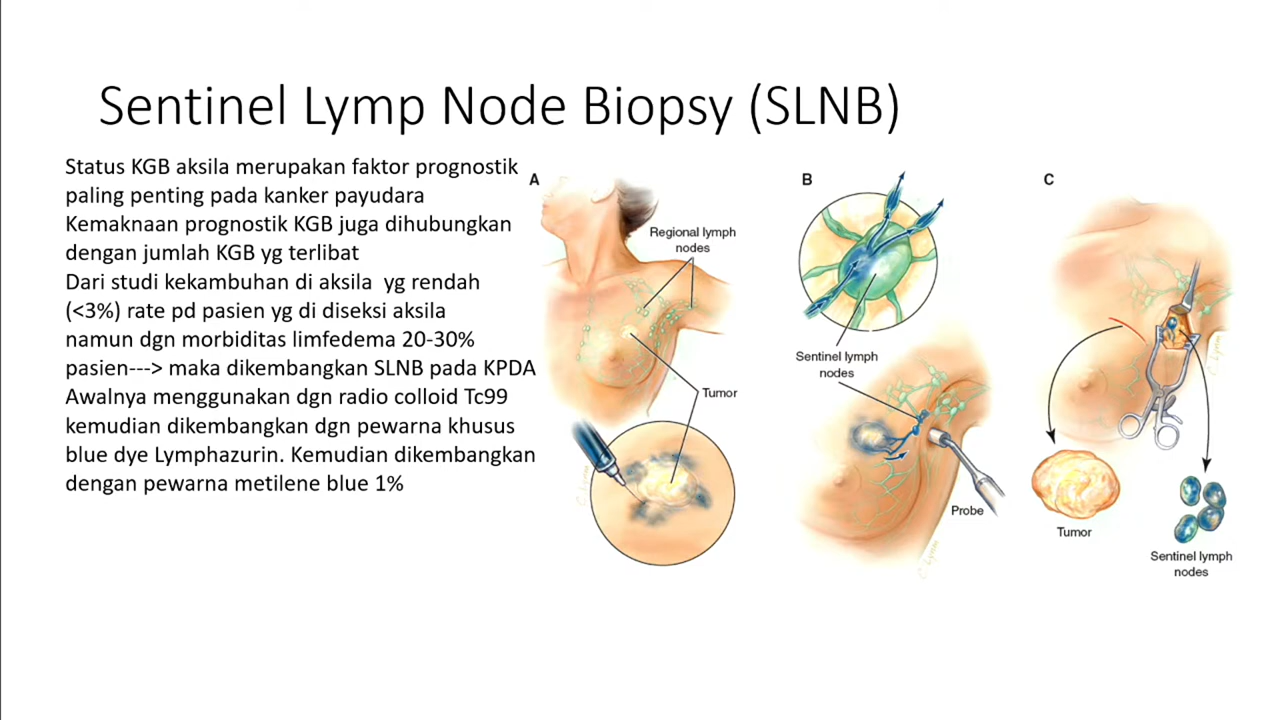 Sentinel Lymp Node Biopsy (SLNB)
Status KGB aksila merupakan faktor prognostik
paling penting pada kanker payudara
Kemaknaan prognostik KGB juga dihubungkan
dengan jumlah KGB yg terlibat
Dari studi kekambuhan di aksila yg rendah
(<3%) rate pd pasien yg di diseksi aksila
namun dgn morbiditas limfedema 20-30%
pasien---> maka dikembangkan SLNB pada KPDA
Awalnya menggunakan dgn radio colloid Tc99
kemudian dikembangkan dgn pewarna khusus
blue dye Lymphazurin. Kemudian dikembangkan
dengan pewarna metilene blue 1%
A
Regional lymph
nodes
Tumor
B
Sentinel lymph
nodes
Probe
C
Tumor
Sentinel lymph
nodes